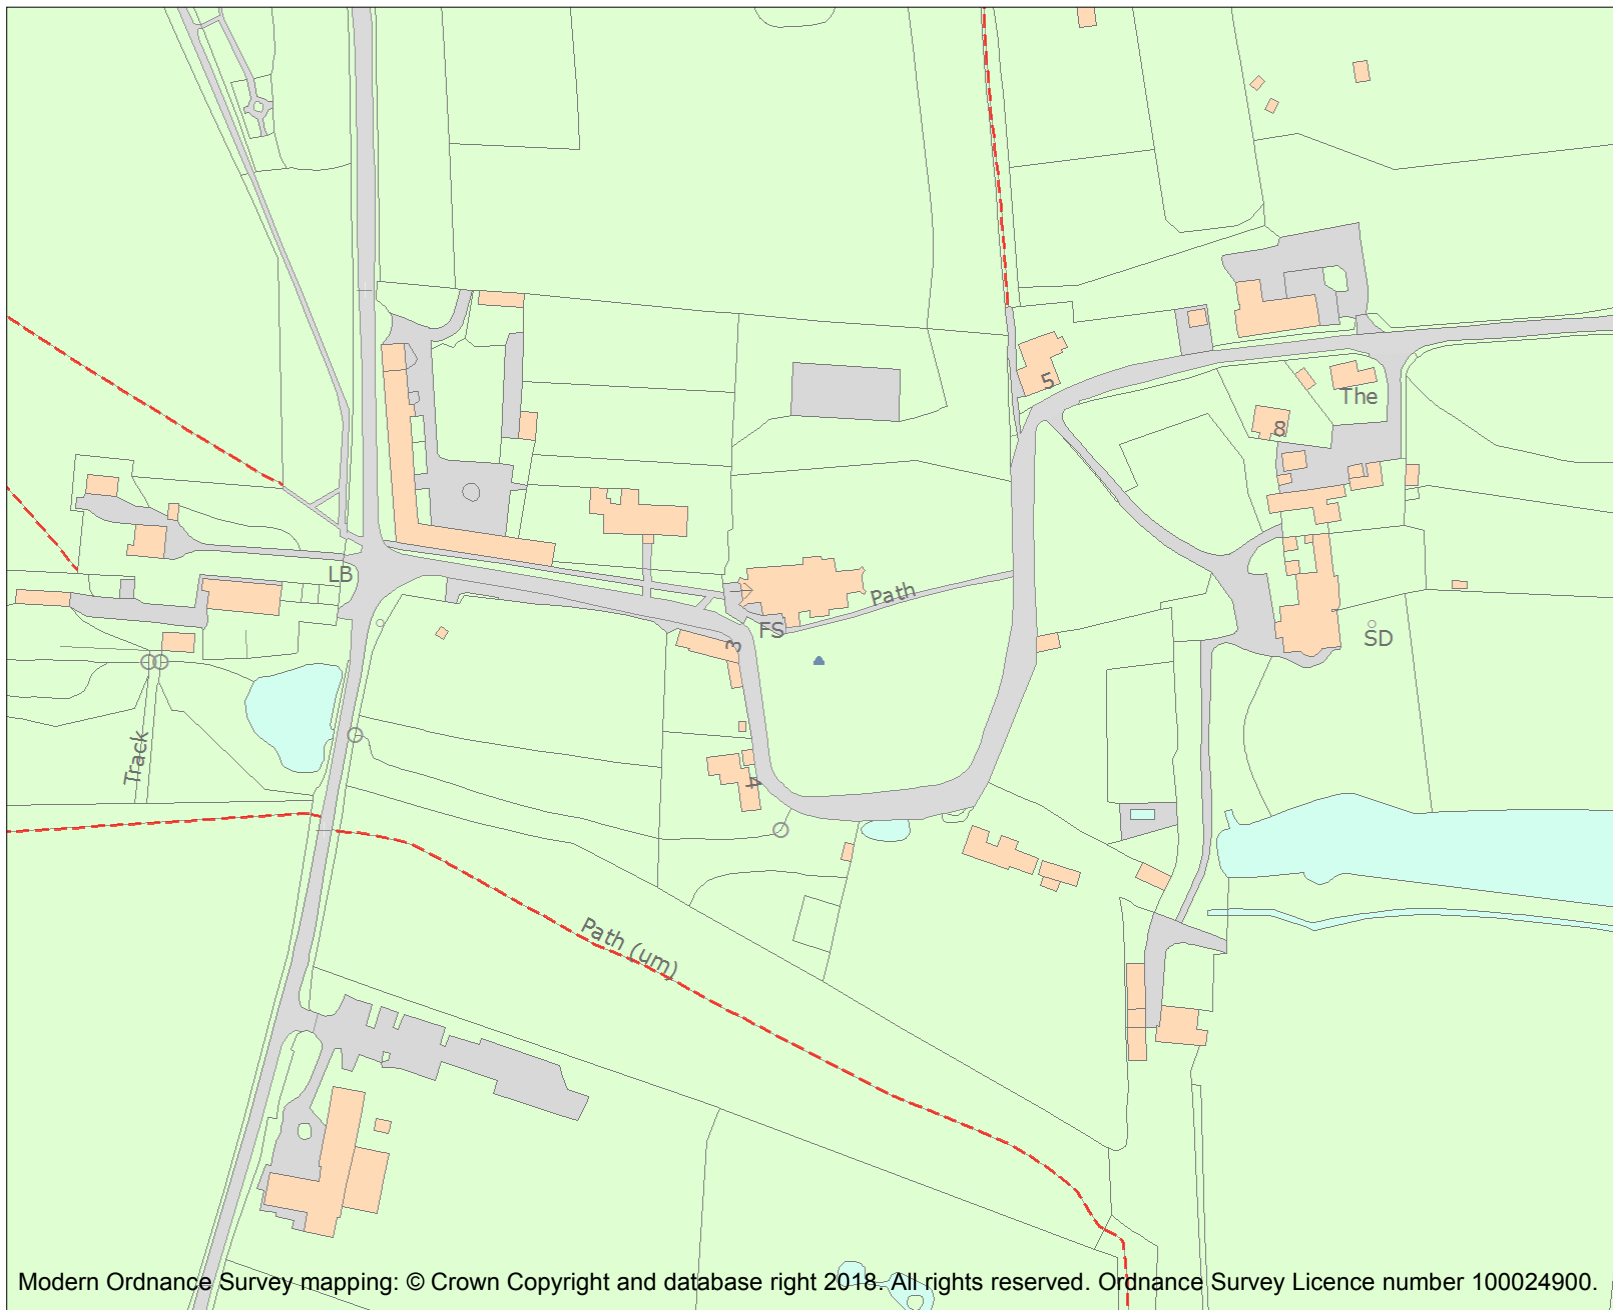 5
The
8
LB
Path
FS
3
SD
Track
4
Path (um)
Modern Ordnance Survey mapping: © Crown Copyright and database right 2018. All rights reserved. Ordnance Survey Licence number 100024900.